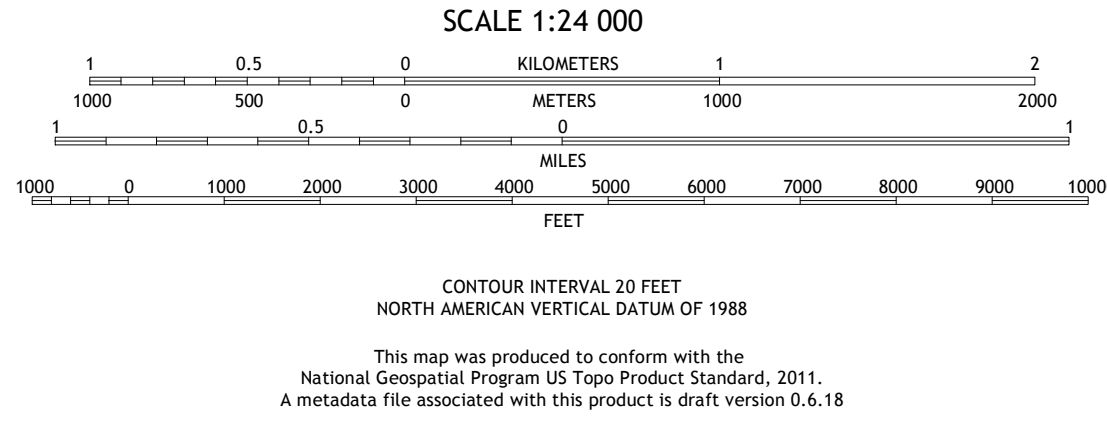 SCALE 1:24 000
1 0.5 0 KILOMETERS 1 2
1000 500 0 METERS 1000 2000
1 0.5 0 1
MILES
1000 0 1000 2000 3000 4000 5000 6000 7000 8000 9000 1000
FEET
CONTOUR INTERVAL 20 FEET
NORTH AMERICAN VERTICAL DATUM OF 1988
This map was produced to conform with the
National Geospatial Program US Topo Product Standard, 2011.
A metadata file associated with this product is draft version 0.6.18